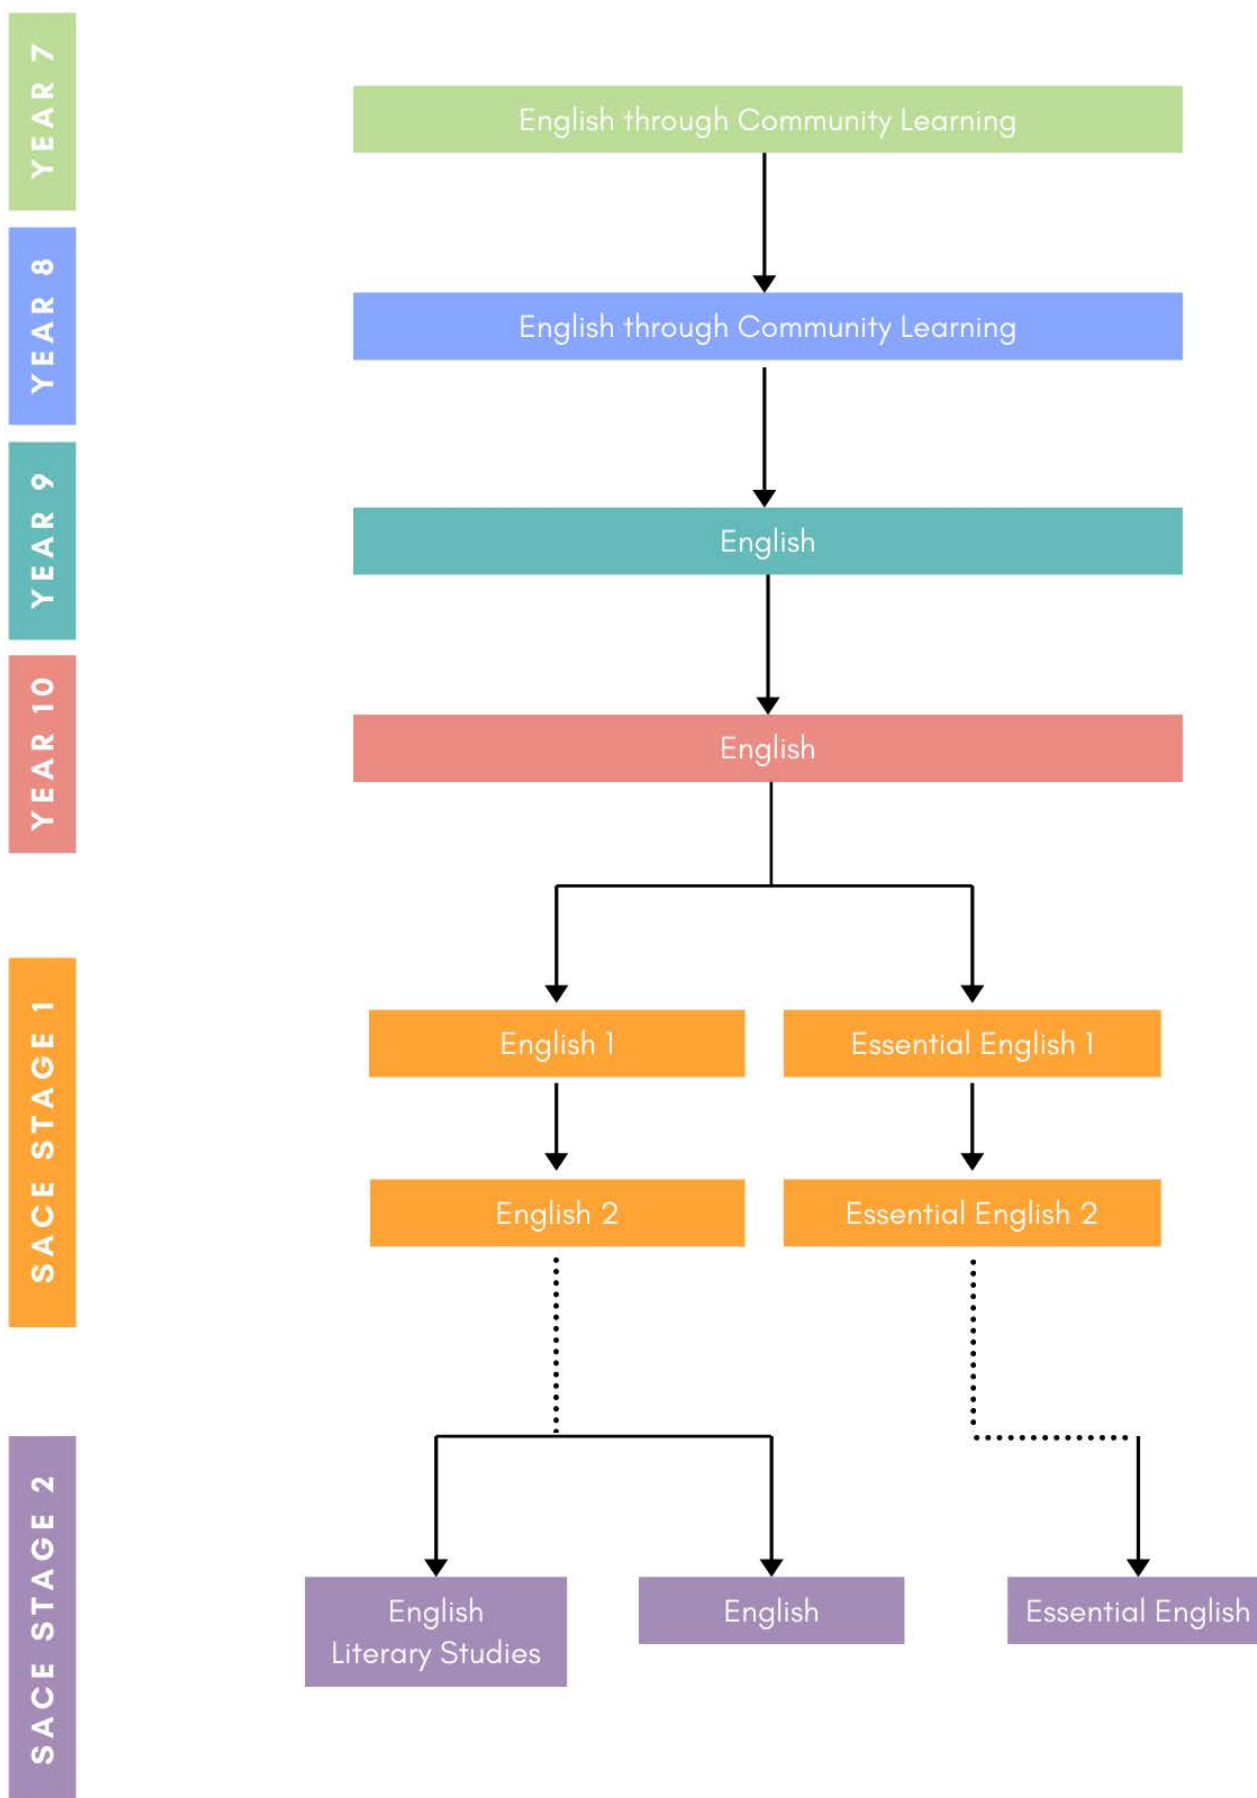 YEAR 7
English through Community Learning
YEAR 8
English through Community Learning
YEAR 9
English
YEAR 10
English
SACE STAGE 1
English 1
Essential English 1
English 2
Essential English 2
SACE STAGE 2
English
Literary Studies
English
Essential English